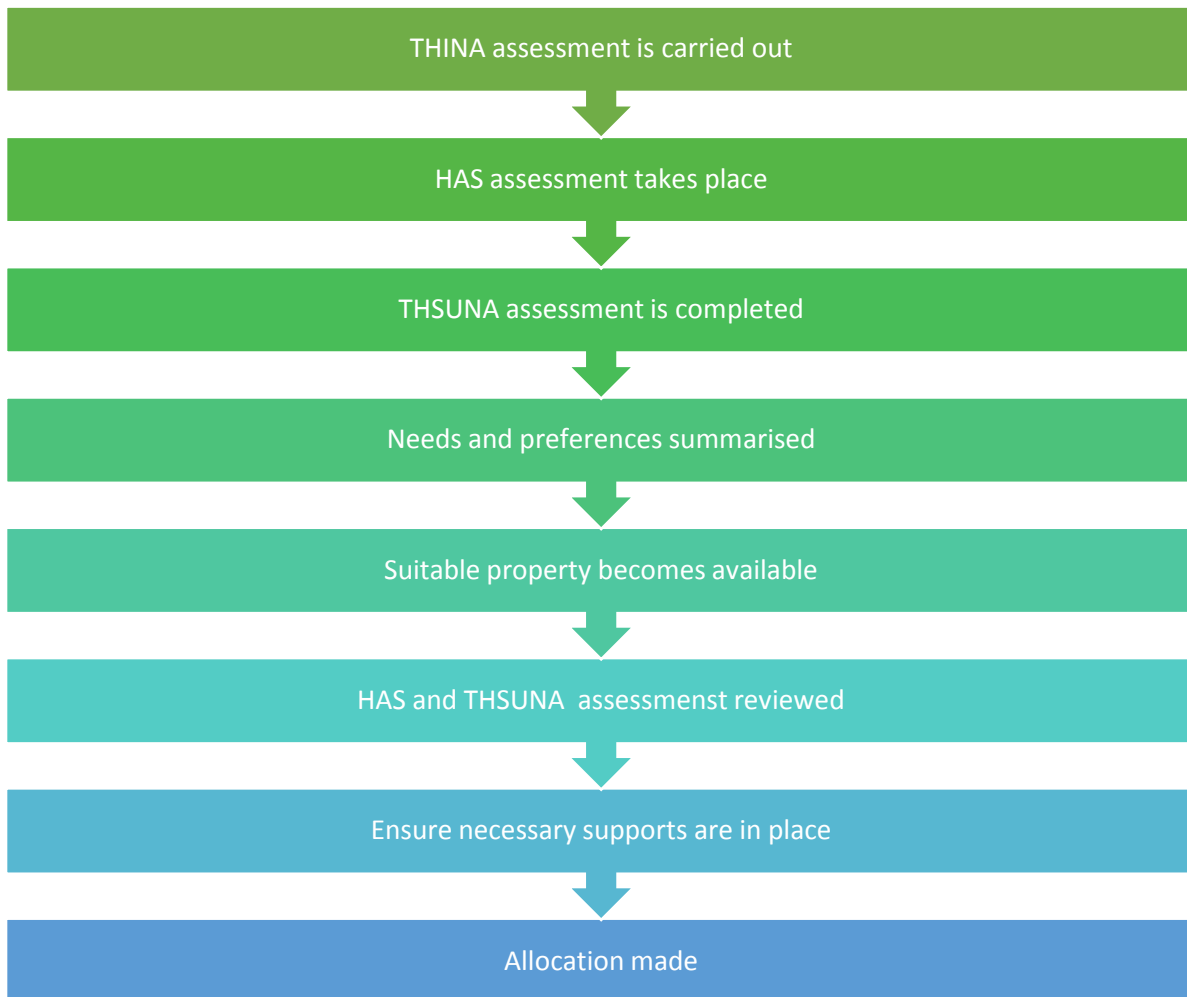 THINA assessment is carried out
HAS assessment takes place
THSUNA assessment is completed
Needs and preferences summarised
Suitable property becomes available
HAS and THSUNA  assessmenst reviewed
Ensure necessary supports are in place
Allocation made